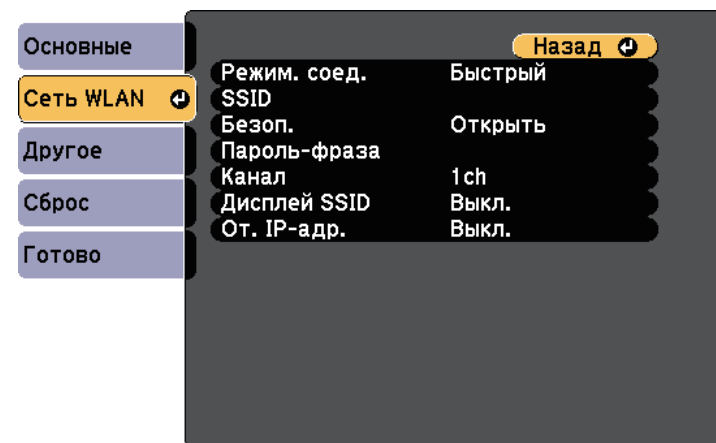 Основные
Сеть WLAN
Другое
Сброс
Готово
Назад
Режим. соед. Быстрый
SSID
Безоп. Открыть
Пароль-фраза
Канал 1ch
Дисплей SSID Выкл.
От. IP-адр. Выкл.